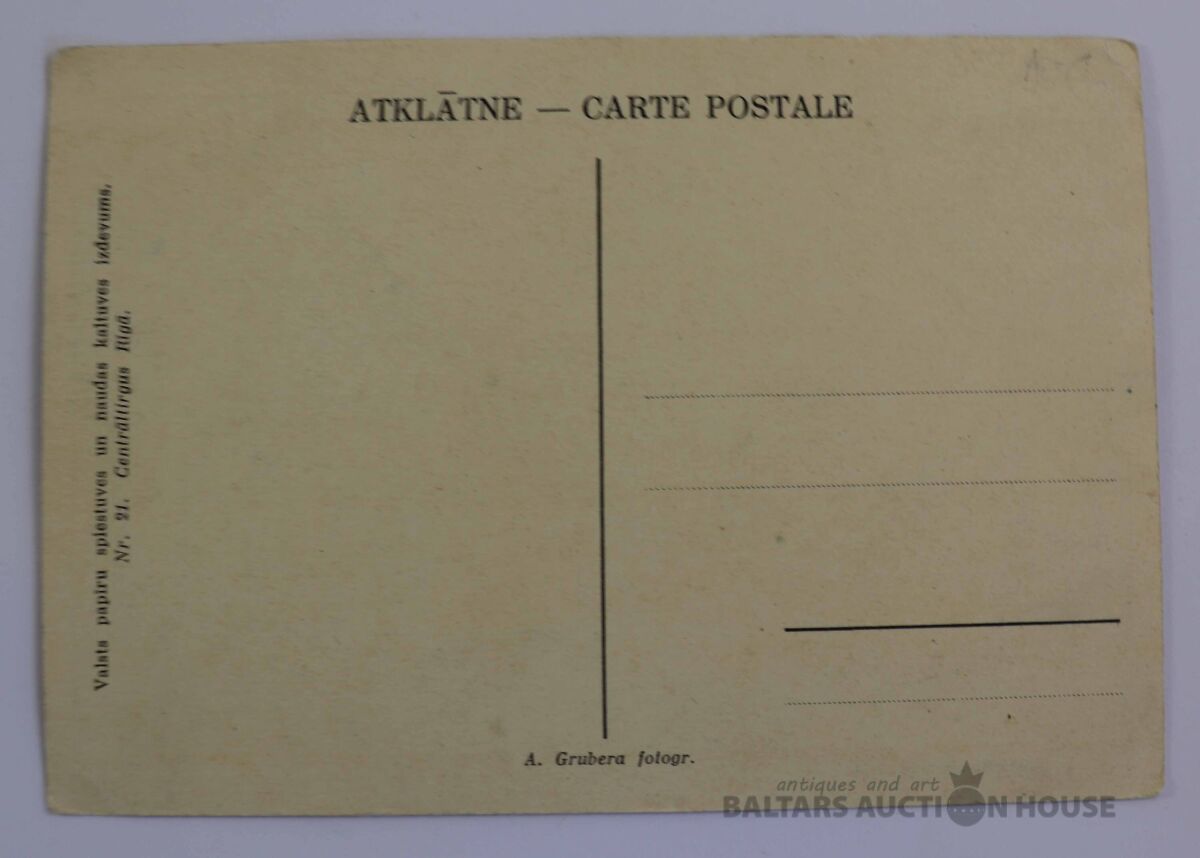 ATKLĀTNE — CARTE POSTALE
Valsts papīru spiestuves un naudas kaltuves izdevums.
Nr. 21. Centrāltirgus Rīgā.
A. Grubera fotogr.
antiques and art
BALTARS AUCTION HOUSE